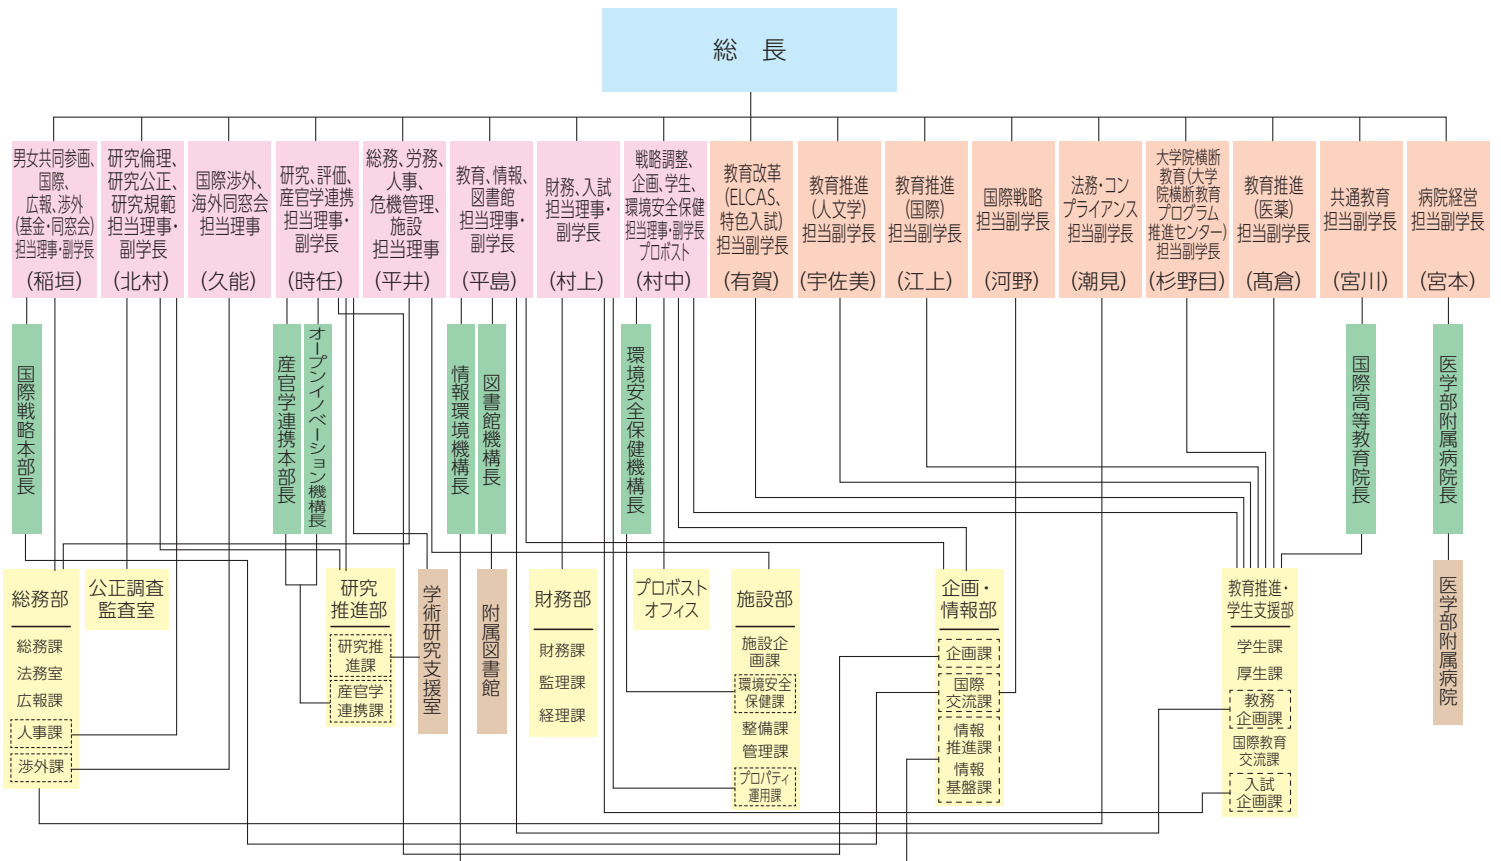 総　長
男女共同参画、
国際、
広報、渉外
(基金・同窓会)
担当理事・副学長
(稲垣)
研究倫理、
研究公正、
研究規範
担当理事・
副学長
(北村)
国際渉外、
海外同窓会
担当理事
(久能)
研究、評価、
産官学連携
担当理事・
副学長
(時任)
総務、労務、
人事、
危機管理、
施設
担当理事
(平井)
教育、情報、
図書館
担当理事・
副学長
(平島)
財務、入試
担当理事・
副学長
(村上)
戦略調整、
企画、学生、
環境安全保健
担当理事・副学長
プロボスト
(村中)
教育改革
(ELCAS、
特色入試)
担当副学長
(有賀)
教育推進
(人文学)
担当副学長
(宇佐美)
教育推進
(国際)
担当副学長
(江上)
国際戦略
担当副学長
(河野)
法務・コン
プライアンス
担当副学長
(潮見)
大学院横断
教育(大学
院横断教育
プログラム
推進センター)
担当副学長
(杉野目)
教育推進
(医薬)
担当副学長
(髙倉)
共通教育
担当副学長
(宮川)
病院経営
担当副学長
(宮本)
国際戦略本部長
産官学連携本部長
オープンイノベーション機構長
情報環境機構長
図書館機構長
環境安全保健機構長
国際高等教育院長
医学部附属病院長
総務部
総務課
法務室
広報課
人事課
渉外課
公正調査
監査室
研究
推進部
研究推
進課
産官学
連携課
学術研究支援室
附属図書館
財務部
財務課
監理課
経理課
プロボスト
オフィス
施設部
施設企
画課
環境安全
保健課
整備課
管理課
プロパティ
運用課
企画・
情報部
企画課
国際
交流課
情報
推進課
情報
基盤課
教育推進・
学生支援部
学生課
厚生課
教務
企画課
国際教育
交流課
入試
企画課
医学部附属病院